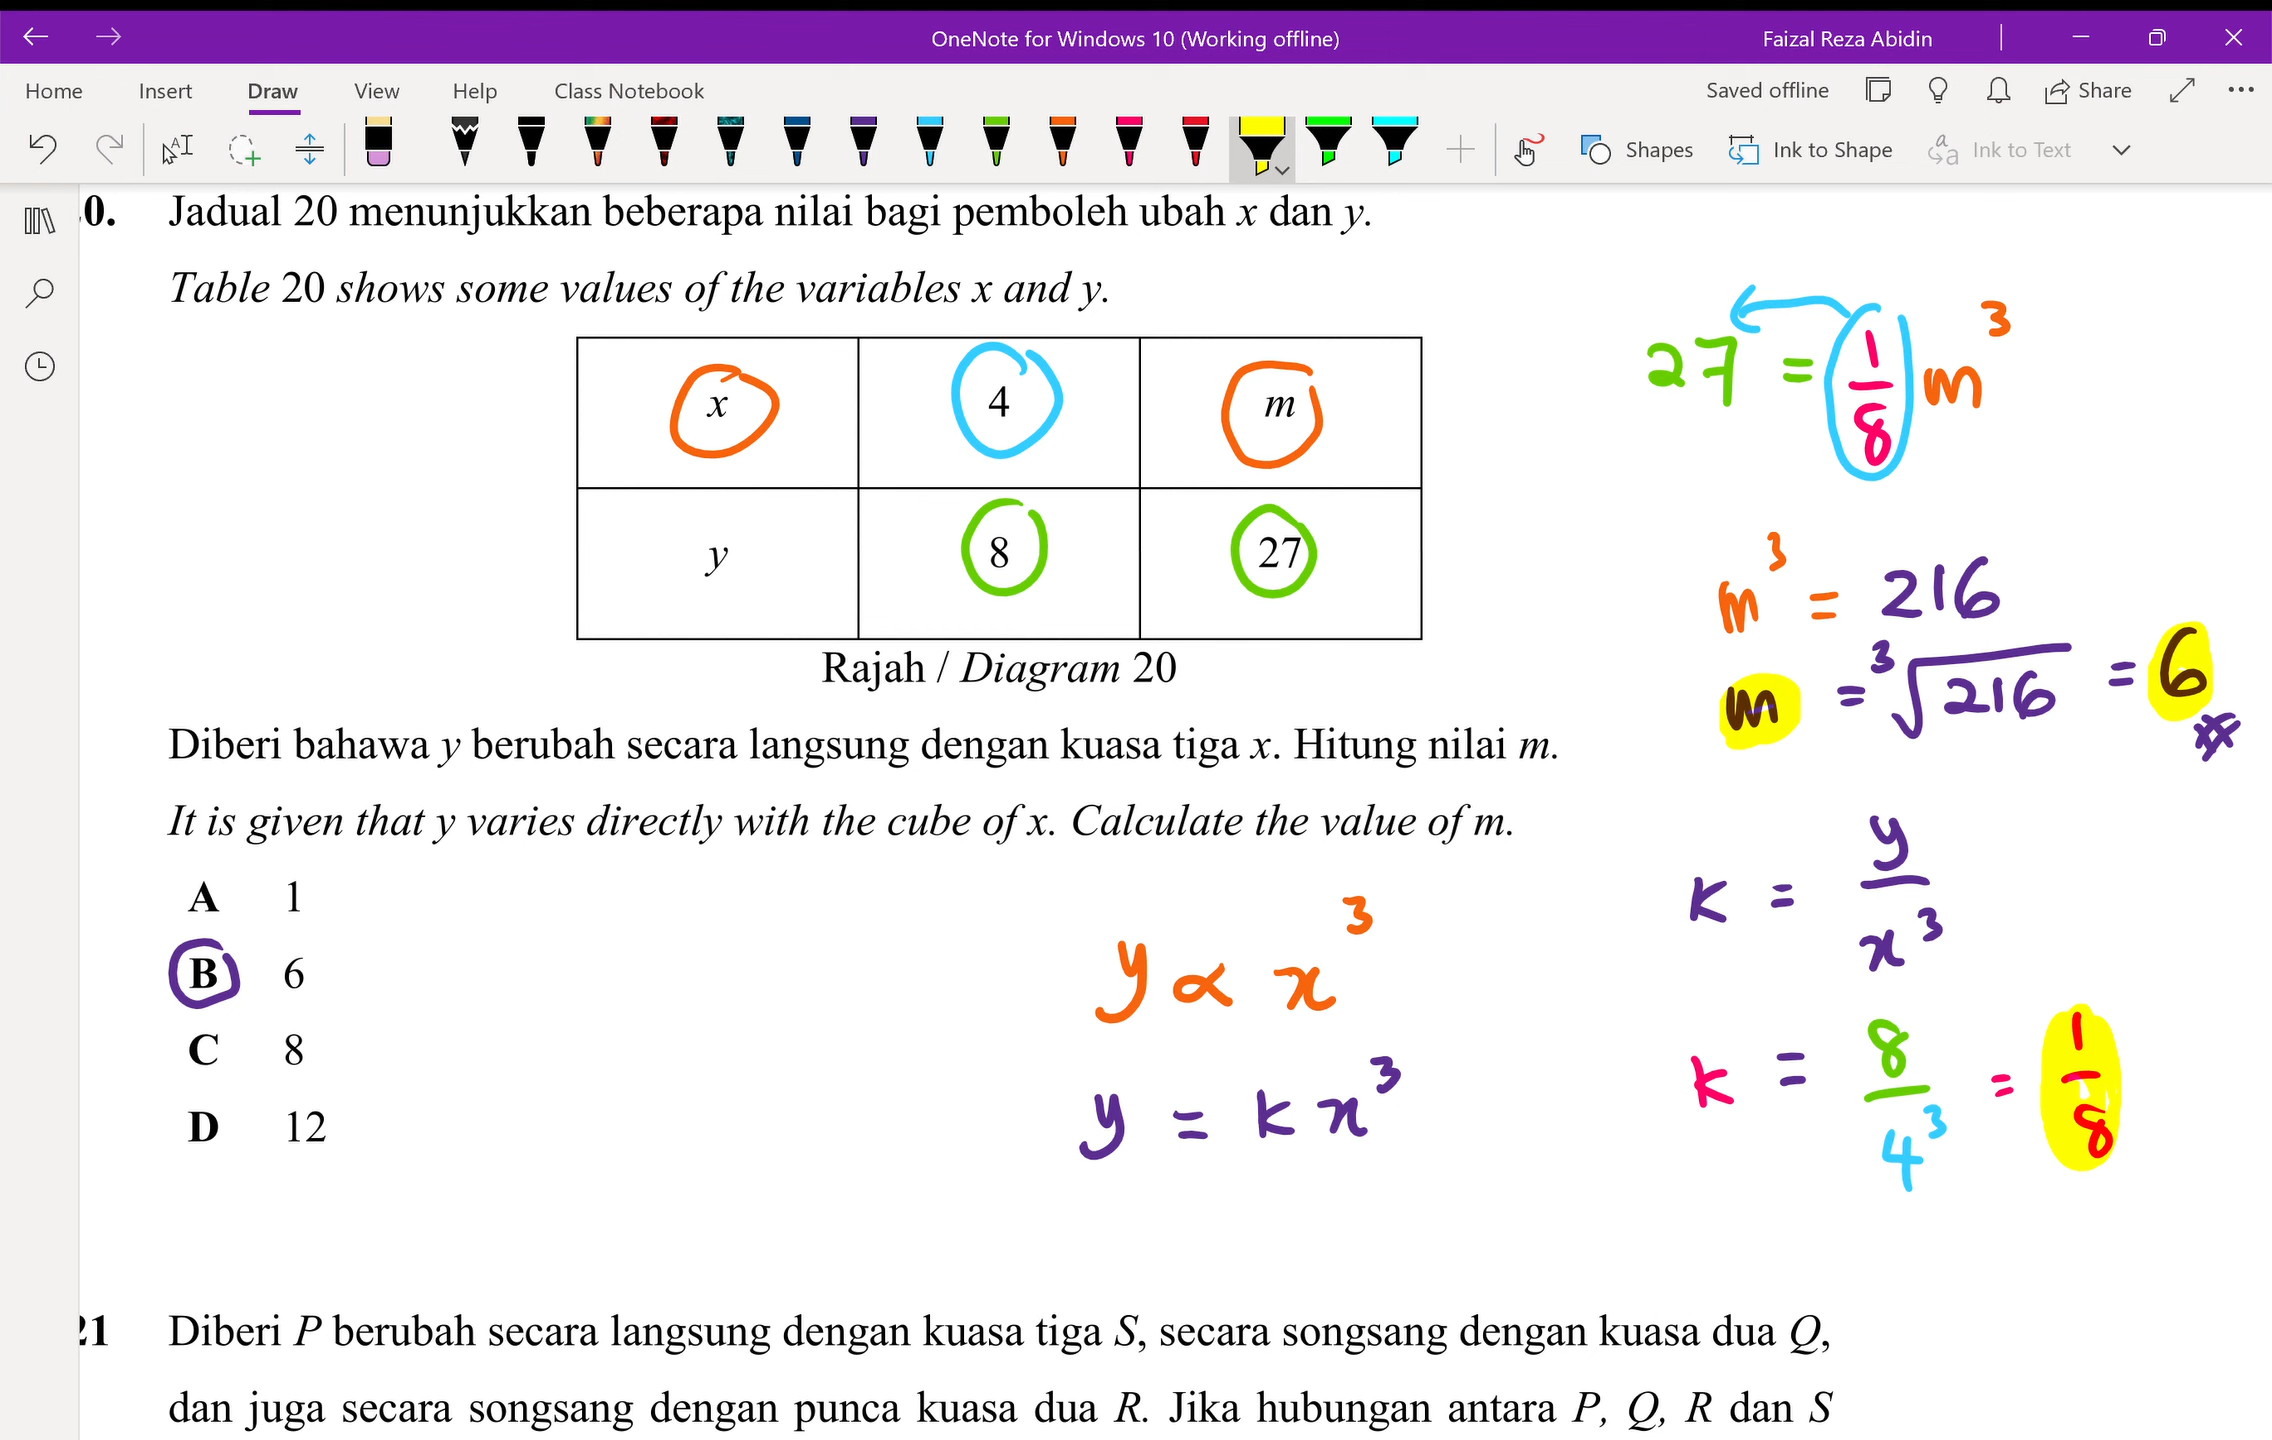 OneNote for Windows 10 (Working offline)
Faizal Reza Abidin
Home Insert Draw View Help Class Notebook
Saved offline Share
Shapes Ink to Shape Ink to Text
0. Jadual 20 menunjukkan beberapa nilai bagi pemboleh ubah x dan y.
Table 20 shows some values of the variables x and y.
x 4 m
y 8 27
Rajah / Diagram 20
27 = 1/8 m³
m³ = 216
m = ³√216 = 6 #
Diberi bahawa y berubah secara langsung dengan kuasa tiga x. Hitung nilai m.
It is given that y varies directly with the cube of x. Calculate the value of m.
A 1
B 6
C 8
D 12
y ∝ x³
y = k x³
k = y/x³
k = 8/4³ = 1/8
21 Diberi P berubah secara langsung dengan kuasa tiga S, secara songsang dengan kuasa dua Q,
dan juga secara songsang dengan punca kuasa dua R. Jika hubungan antara P, Q, R dan S